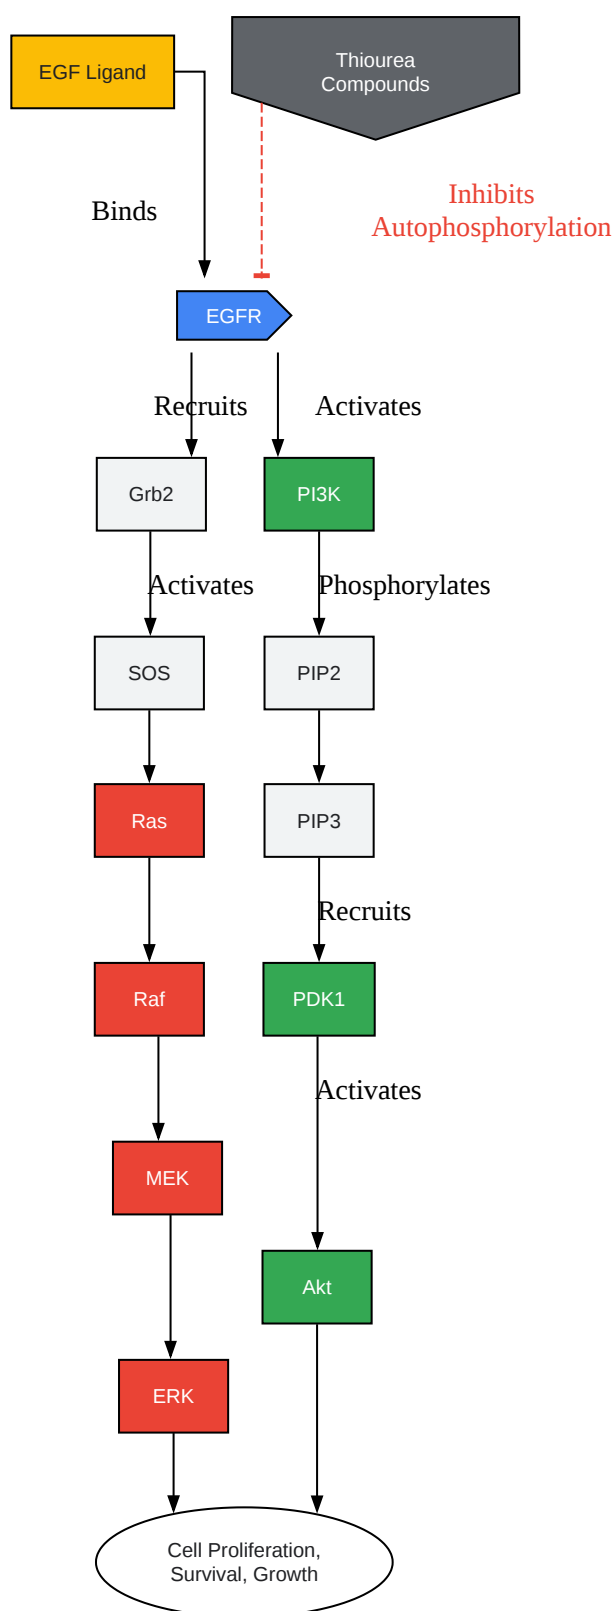 EGF Ligand
Thiourea
Compounds
Binds
Inhibits
Autophosphorylation
EGFR
Recruits
Activates
Grb2
PI3K
Activates
Phosphorylates
SOS
PIP2
Ras
PIP3
Recruits
Raf
PDK1
Activates
MEK
Akt
ERK
Cell Proliferation,
Survival, Growth